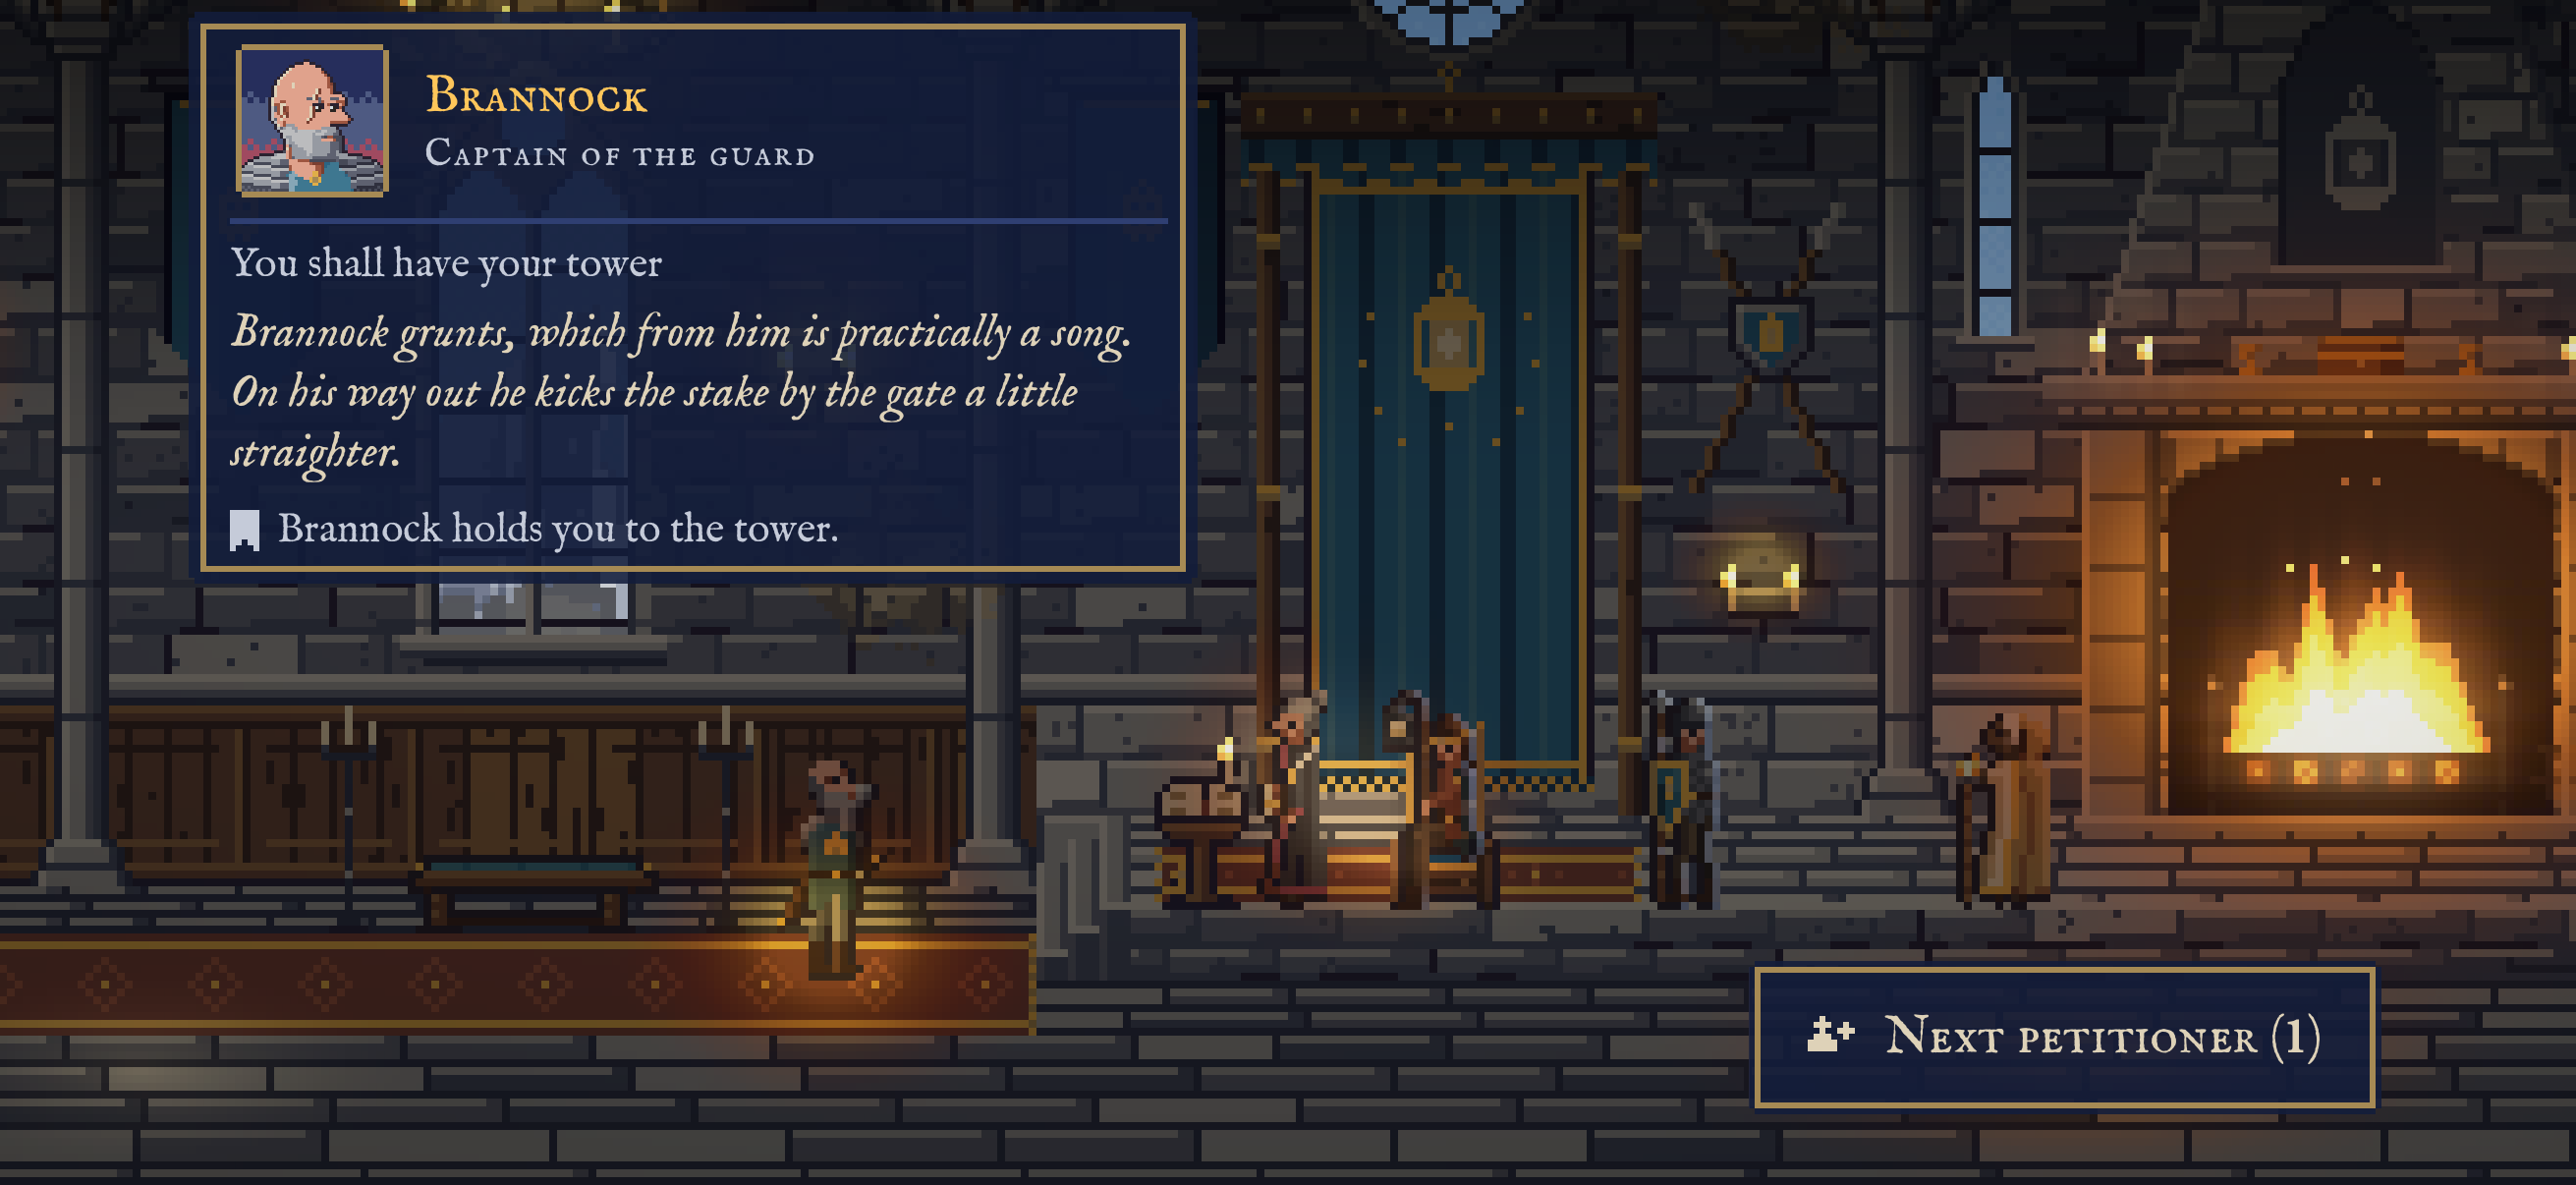 Brannock
Captain of the guard
You shall have your tower
Brannock grunts, which from him is practically a song.
On his way out he kicks the stake by the gate a little
straighter.
Brannock holds you to the tower.
Next petitioner (1)